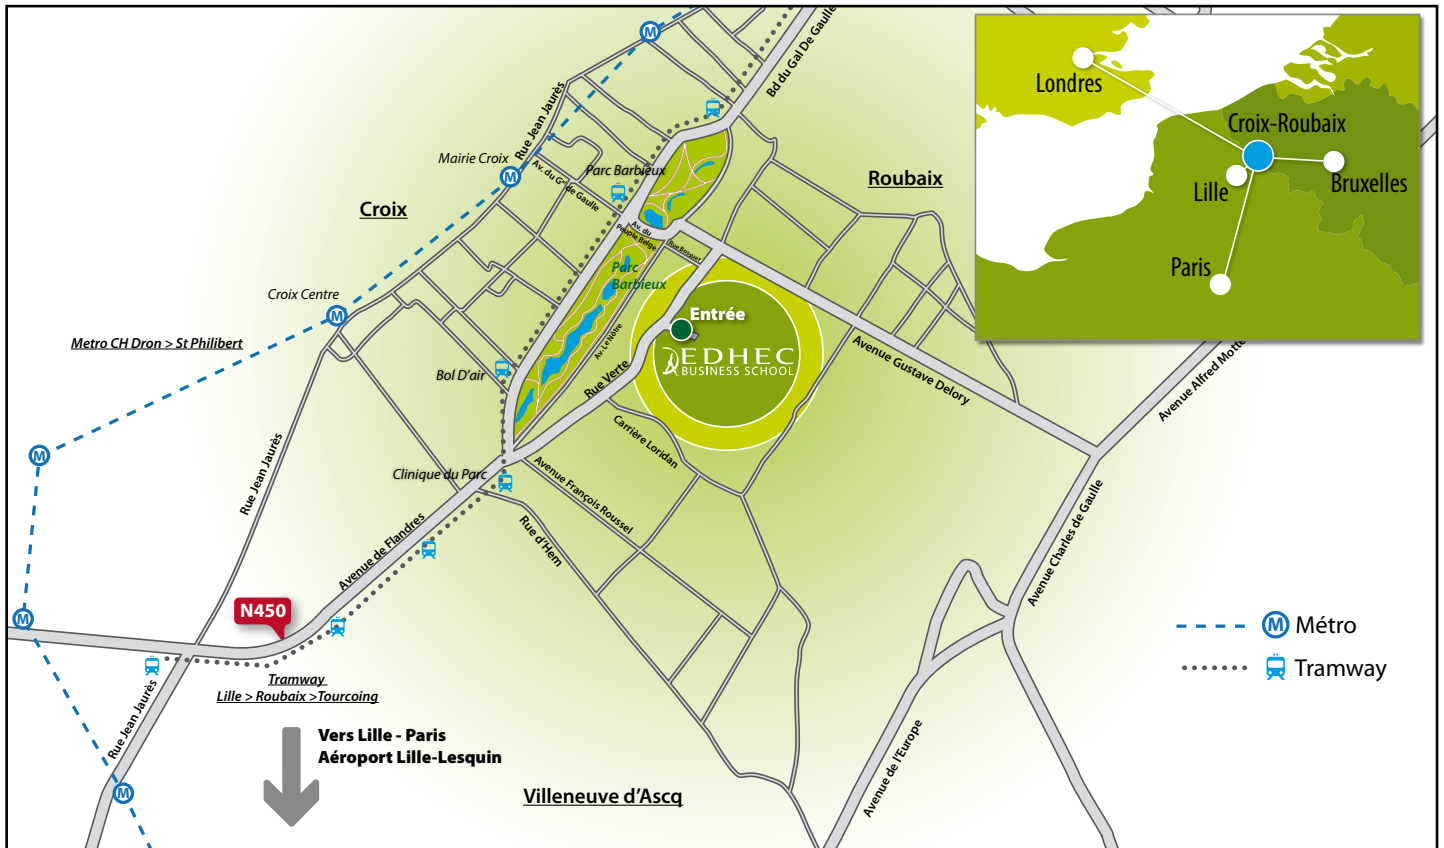 Bd du Gal De Gaulle
Londres
Croix-Roubaix
Lille
Bruxelles
Paris
Rue Jean Jaurès
Mairie Croix
M
M
Av. du Gal de Gaulle
Parc Barbieux
Roubaix
Croix
Av. du
Peuple Belge
Rue Bosquet
Parc
Barbieux
Croix Centre
M
Entrée
Metro CH Dron > St Philibert
Av. Le Nôtre
EDHEC
BUSINESS SCHOOL
Avenue Gustave Delory
Avenue Alfred Motte
Bol D'air
Rue Verte
Carrière Loridan
M
Rue Jean Jaurès
Clinique du Parc
Avenue François Roussel
Rue d'Hem
Avenue de Flandres
Avenue Charles de Gaulle
N450
M
M Métro
Tramway
Tramway
Lille > Roubaix >Tourcoing
Rue Jean Jaurès
Vers Lille - Paris
Aéroport Lille-Lesquin
M
Avenue de l'Europe
Villeneuve d'Ascq